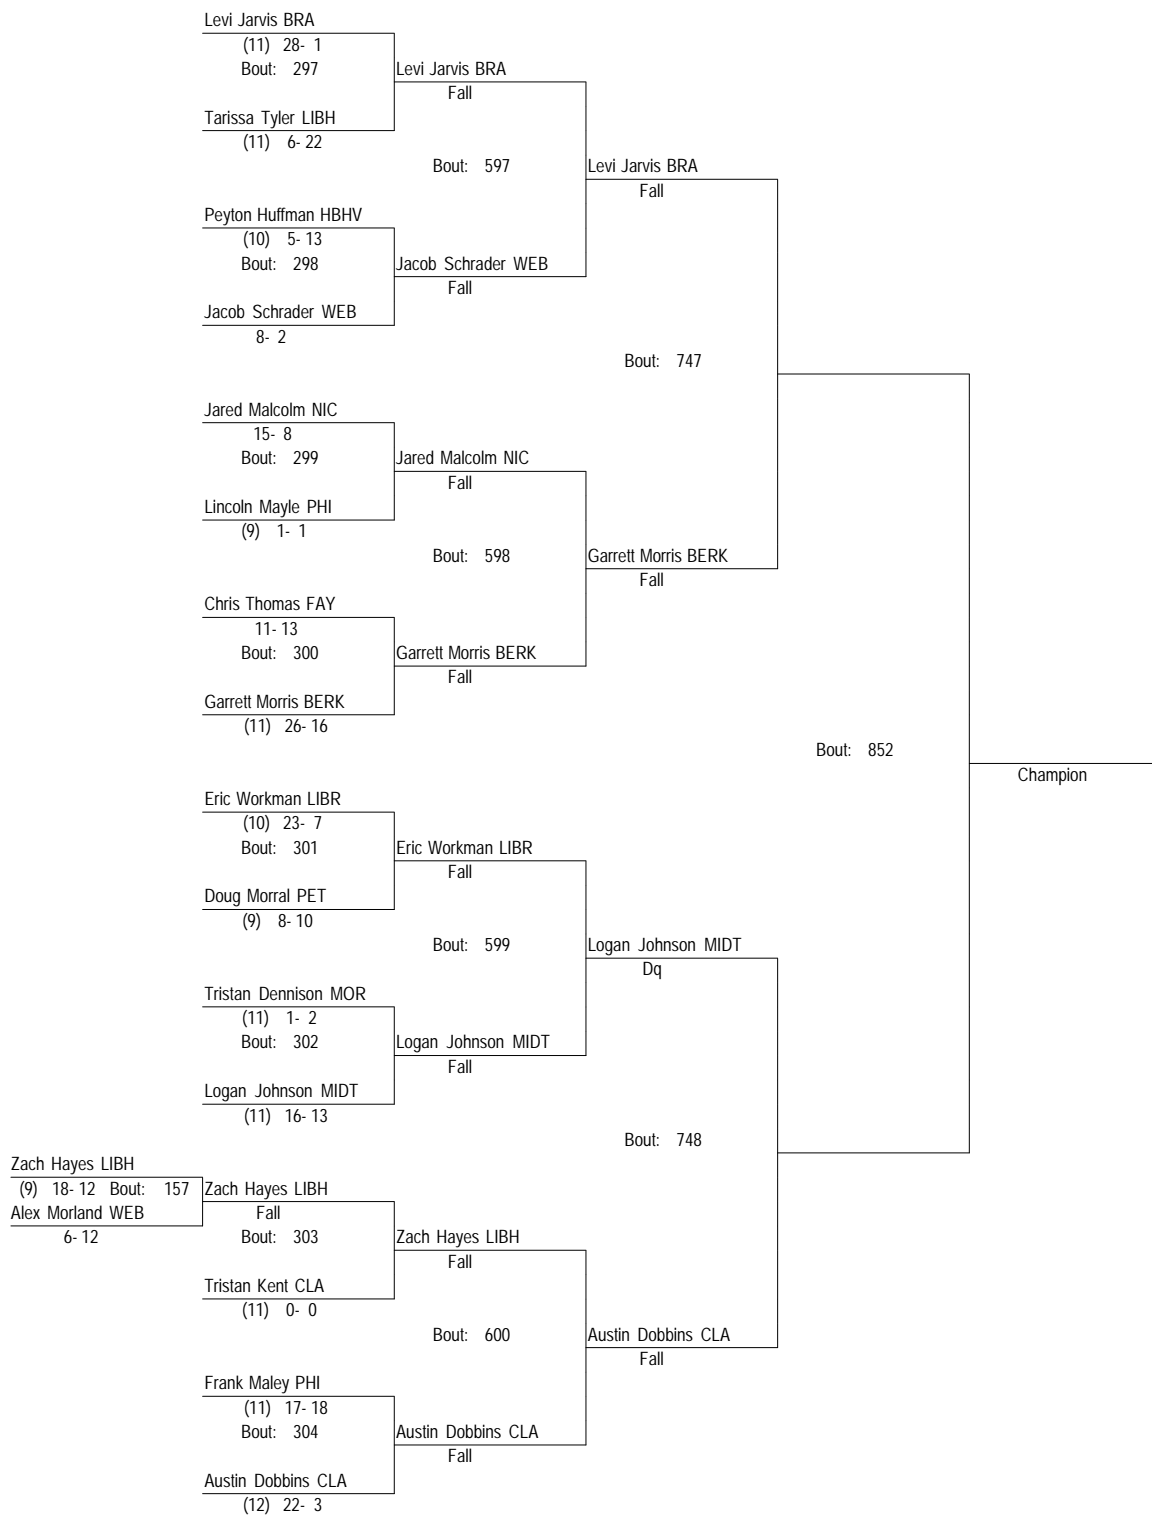 Levi Jarvis BRA
(11) 28- 1
Bout: 297
Levi Jarvis BRA
Fall
Tarissa Tyler LIBH
(11) 6- 22
Bout: 597
Levi Jarvis BRA
Fall
Peyton Huffman HBHV
(10) 5- 13
Bout: 298
Jacob Schrader WEB
Fall
Jacob Schrader WEB
8- 2
Bout: 747
Jared Malcolm NIC
15- 8
Bout: 299
Jared Malcolm NIC
Fall
Lincoln Mayle PHI
(9) 1- 1
Bout: 598
Garrett Morris BERK
Fall
Chris Thomas FAY
11- 13
Bout: 300
Garrett Morris BERK
Fall
Garrett Morris BERK
(11) 26- 16
Bout: 852
Champion
Eric Workman LIBR
(10) 23- 7
Bout: 301
Eric Workman LIBR
Fall
Doug Morral PET
(9) 8- 10
Bout: 599
Logan Johnson MIDT
Dq
Tristan Dennison MOR
(11) 1- 2
Bout: 302
Logan Johnson MIDT
Fall
Logan Johnson MIDT
(11) 16- 13
Bout: 748
Zach Hayes LIBH
(9) 18- 12 Bout: 157
Alex Morland WEB
6- 12
Zach Hayes LIBH
Fall
Bout: 303
Zach Hayes LIBH
Fall
Tristan Kent CLA
(11) 0- 0
Bout: 600
Austin Dobbins CLA
Fall
Frank Maley PHI
(11) 17- 18
Bout: 304
Austin Dobbins CLA
Fall
Austin Dobbins CLA
(12) 22- 3